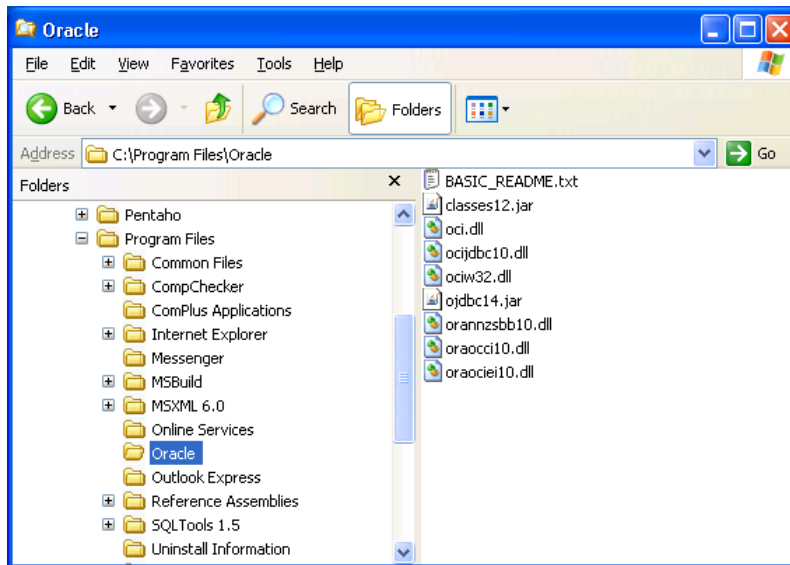 Oracle
File Edit View Favorites Tools Help
Back Search Folders
Address C:\Program Files\Oracle Go
Folders
Pentaho
Program Files
Common Files
CompChecker
ComPlus Applications
Internet Explorer
Messenger
MSBuild
MSXML 6.0
Online Services
Oracle
Outlook Express
Reference Assemblies
SQLTools 1.5
Uninstall Information
BASIC_README.txt
classes12.jar
oci.dll
ocijdbc10.dll
ociw32.dll
ojdbc14.jar
orannzsbb10.dll
oraocci10.dll
oraociei10.dll